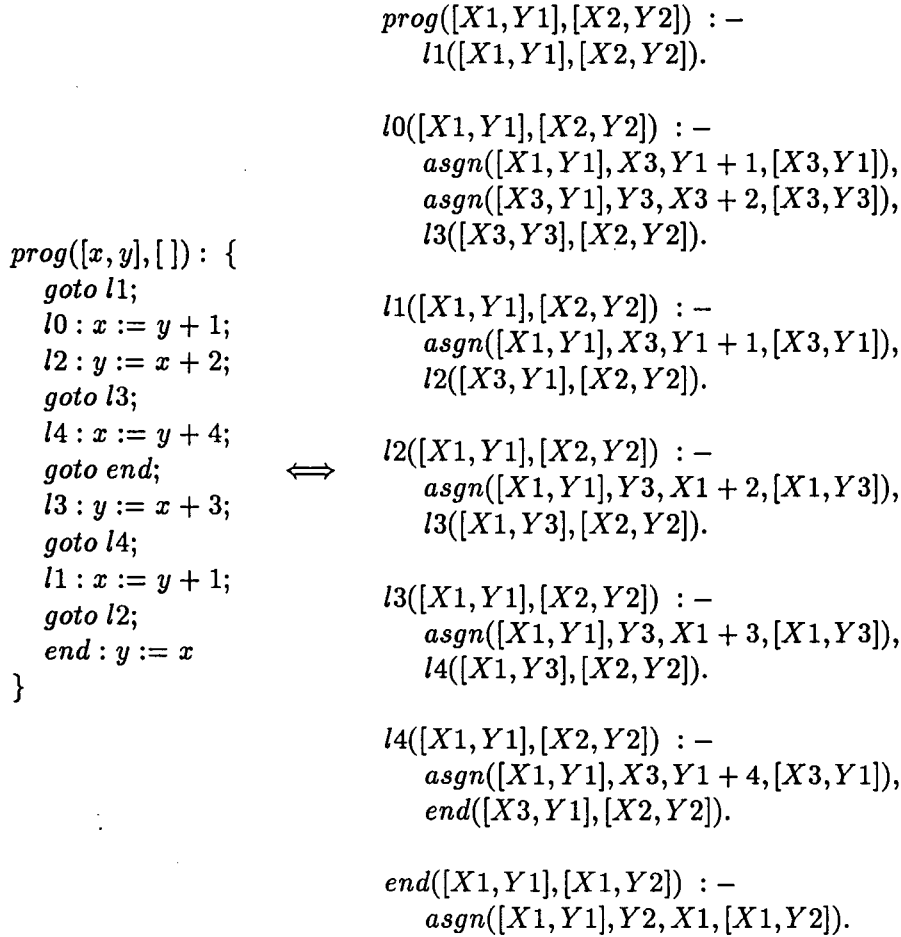 prog([x, y], [ ]) : {
goto l1;
l0 : x := y + 1;
l2 : y := x + 2;
goto l3;
l4 : x := y + 4;
goto end;
l3 : y := x + 3;
goto l4;
l1 : x := y + 1;
goto l2;
end : y := x
}
⟺
prog([X1, Y1], [X2, Y2]) : −
l1([X1, Y1], [X2, Y2]).
l0([X1, Y1], [X2, Y2]) : −
asgn([X1, Y1], X3, Y1 + 1, [X3, Y1]),
asgn([X3, Y1], Y3, X3 + 2, [X3, Y3]),
l3([X3, Y3], [X2, Y2]).
l1([X1, Y1], [X2, Y2]) : −
asgn([X1, Y1], X3, Y1 + 1, [X3, Y1]),
l2([X3, Y1], [X2, Y2]).
l2([X1, Y1], [X2, Y2]) : −
asgn([X1, Y1], Y3, X1 + 2, [X1, Y3]),
l3([X1, Y3], [X2, Y2]).
l3([X1, Y1], [X2, Y2]) : −
asgn([X1, Y1], Y3, X1 + 3, [X1, Y3]),
l4([X1, Y3], [X2, Y2]).
l4([X1, Y1], [X2, Y2]) : −
asgn([X1, Y1], X3, Y1 + 4, [X3, Y1]),
end([X3, Y1], [X2, Y2]).
end([X1, Y1], [X1, Y2]) : −
asgn([X1, Y1], Y2, X1, [X1, Y2]).